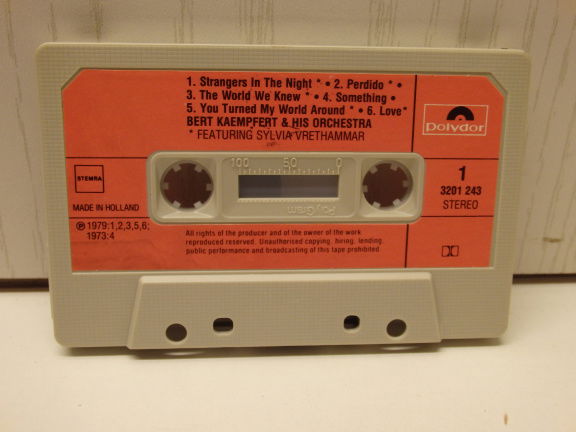 1. Strangers In The Night * • 2. Perdido * •
3. The World We Knew * • 4. Something •
5. You Turned My World Around * • 6. Love*
BERT KAEMPFERT & HIS ORCHESTRA
* FEATURING SYLVIA VRETHAMMAR
polydor
STEMRA
100 50 0
1
3201 243
STEREO
MADE IN HOLLAND
PolyGram
℗ 1979:1,2,3,5,6;
1973:4
All rights of the producer and of the owner of the work
reproduced reserved. Unauthorised copying, hiring, lending,
public performance and broadcasting of this tape prohibited